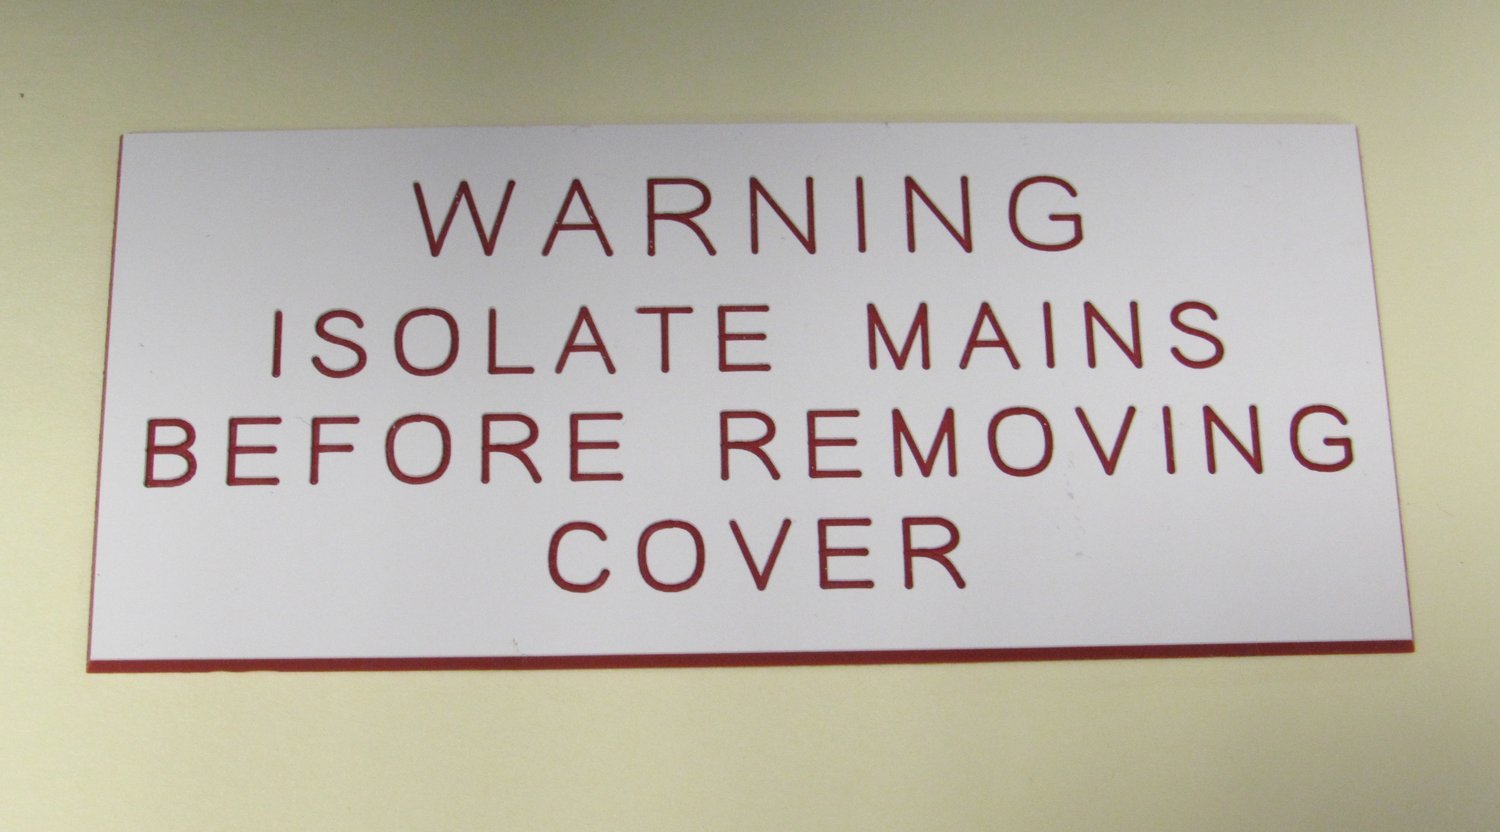 WARNING
ISOLATE MAINS
BEFORE REMOVING
COVER